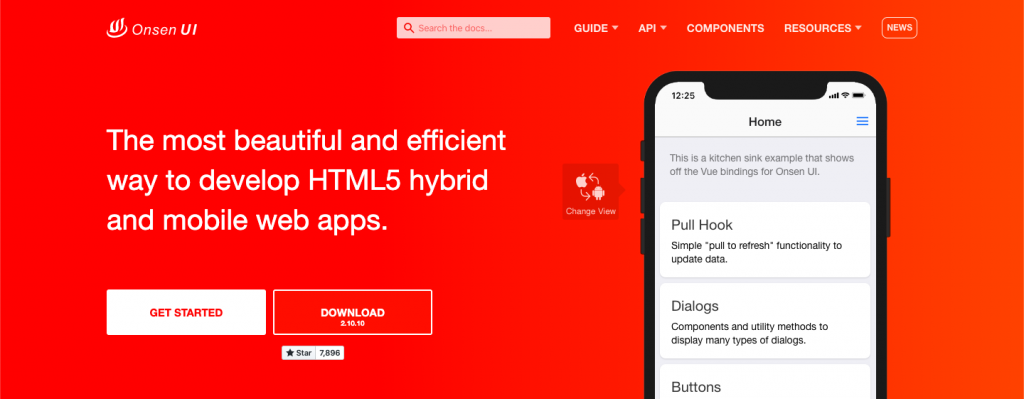 Onsen UI
Search the docs...
GUIDE
API
COMPONENTS
RESOURCES
NEWS
The most beautiful and efficient
way to develop HTML5 hybrid
and mobile web apps.
GET STARTED
DOWNLOAD
2.10.10
Star
7,896
Change View
12:25
Home
This is a kitchen sink example that shows
off the Vue bindings for Onsen UI.
Pull Hook
Simple "pull to refresh" functionality to
update data.
Dialogs
Components and utility methods to
display many types of dialogs.
Buttons